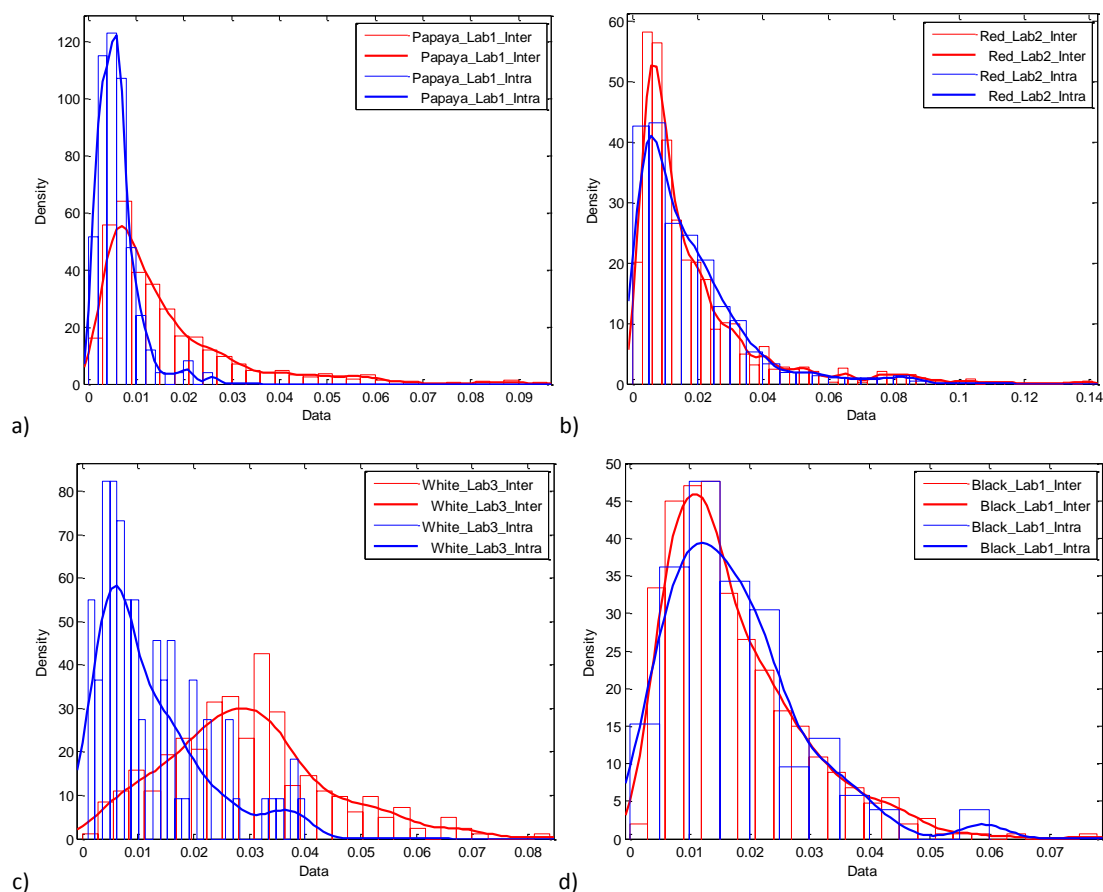 120
100
80
60
40
20
0
Density
0 0.01 0.02 0.03 0.04 0.05 0.06 0.07 0.08 0.09
Data
Papaya_Lab1_Inter
Papaya_Lab1_Inter
Papaya_Lab1_Intra
Papaya_Lab1_Intra
a)
60
50
40
30
20
10
0
Density
0 0.02 0.04 0.06 0.08 0.1 0.12 0.14
Data
Red_Lab2_Inter
Red_Lab2_Inter
Red_Lab2_Intra
Red_Lab2_Intra
b)
80
70
60
50
40
30
20
10
0
Density
0 0.01 0.02 0.03 0.04 0.05 0.06 0.07 0.08
Data
White_Lab3_Inter
White_Lab3_Inter
White_Lab3_Intra
White_Lab3_Intra
c)
50
45
40
35
30
25
20
15
10
5
0
Density
0 0.01 0.02 0.03 0.04 0.05 0.06 0.07
Data
Black_Lab1_Inter
Black_Lab1_Inter
Black_Lab1_Intra
Black_Lab1_Intra
d)